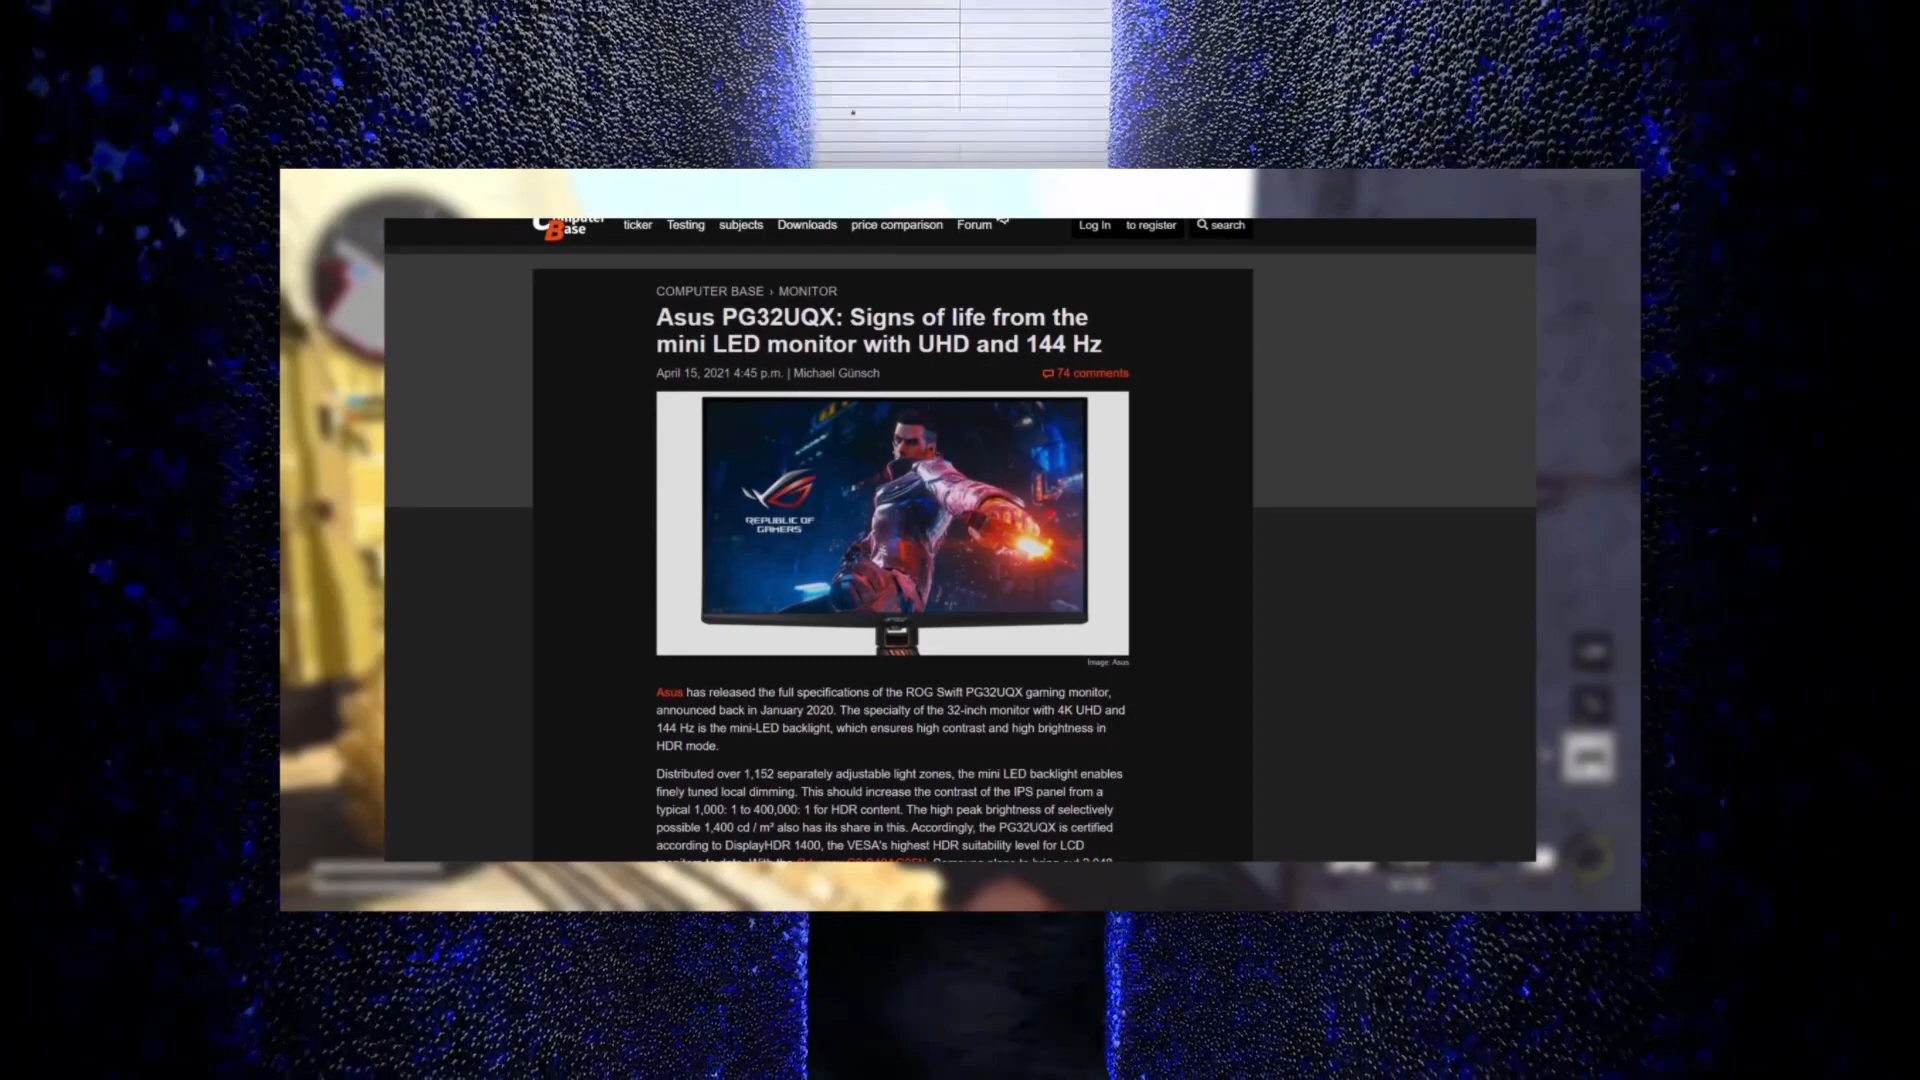 Computer
Base
ticker Testing subjects Downloads price comparison Forum Log In to register search
COMPUTER BASE › MONITOR
Asus PG32UQX: Signs of life from the
mini LED monitor with UHD and 144 Hz
April 15, 2021 4:45 p.m. | Michael Günsch 74 comments
REPUBLIC OF
GAMERS
Image: Asus
Asus has released the full specifications of the ROG Swift PG32UQX gaming monitor,
announced back in January 2020. The specialty of the 32-inch monitor with 4K UHD and
144 Hz is the mini-LED backlight, which ensures high contrast and high brightness in
HDR mode.
Distributed over 1,152 separately adjustable light zones, the mini LED backlight enables
finely tuned local dimming. This should increase the contrast of the IPS panel from a
typical 1,000: 1 to 400,000: 1 for HDR content. The high peak brightness of selectively
possible 1,400 cd / m² also has its share in this. Accordingly, the PG32UQX is certified
according to DisplayHDR 1400, the VESA's highest HDR suitability level for LCD